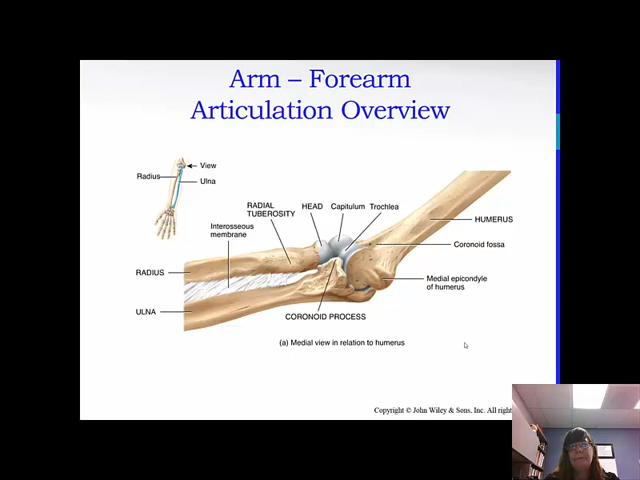 Arm – Forearm
Articulation Overview
View
Radius
Ulna
RADIAL
TUBEROSITY
HEAD
Capitulum
Trochlea
Interosseous
membrane
HUMERUS
Coronoid fossa
RADIUS
Medial epicondyle
of humerus
ULNA
CORONOID PROCESS
(a) Medial view in relation to humerus
Copyright © John Wiley & Sons, Inc. All right